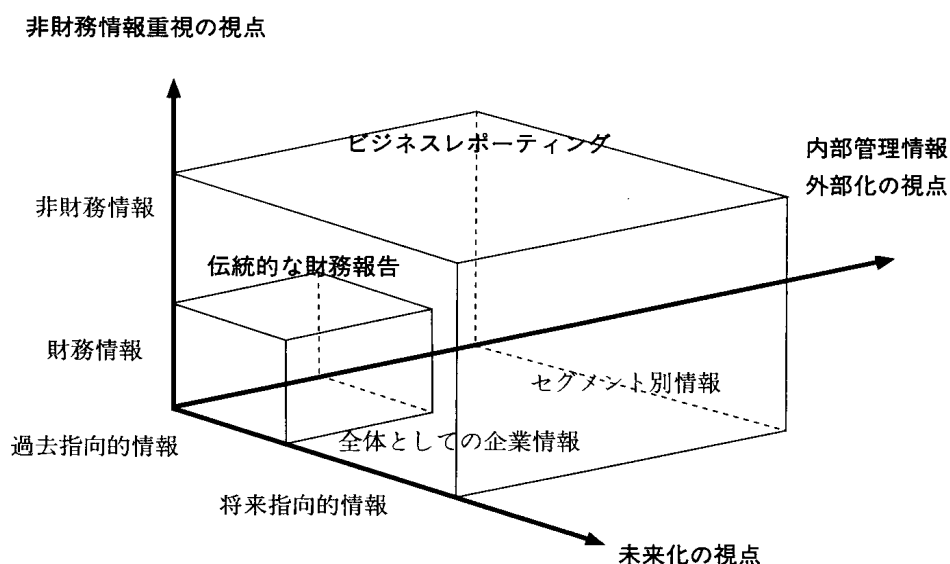 非財務情報重視の視点
ビジネスレポーティング
内部管理情報
外部化の視点
非財務情報
伝統的な財務報告
財務情報
セグメント別情報
過去指向的情報
全体としての企業情報
将来指向的情報
未来化の視点